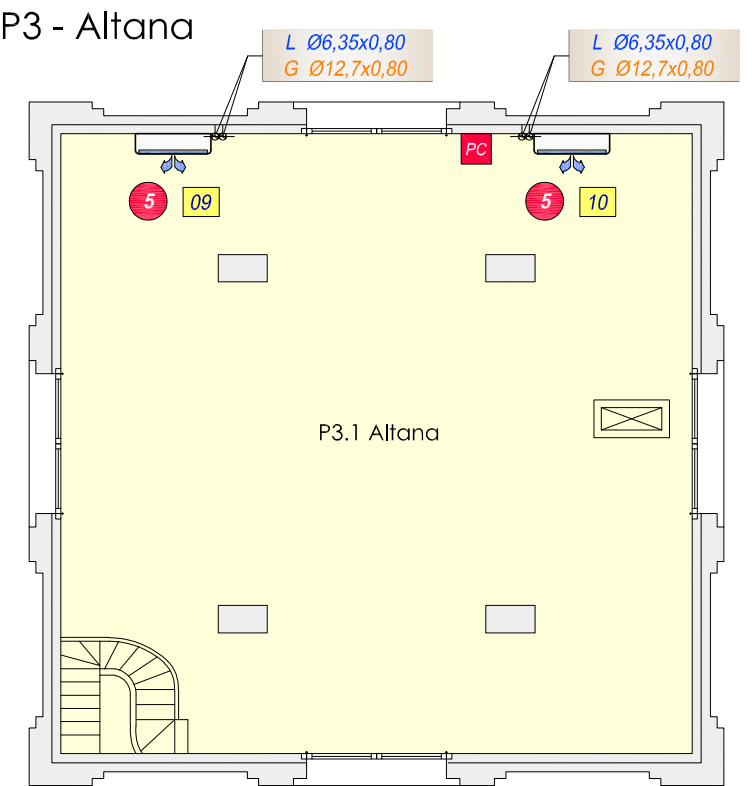 P3 - Altana
L Ø6,35x0,80
G Ø12,7x0,80
L Ø6,35x0,80
G Ø12,7x0,80
PC
5
09
5
10
P3.1 Altana